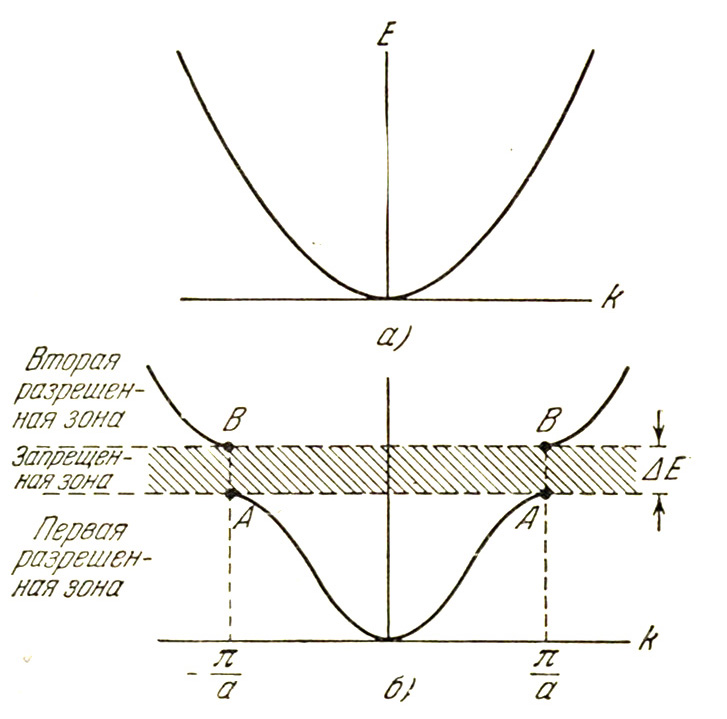 E
k
а)
Вторая
разрешен-
ная зона
B
B
Запрещен-
ная зона
ΔE
A
A
Первая
разрешен-
ная зона
k
- π/a
π/a
б)